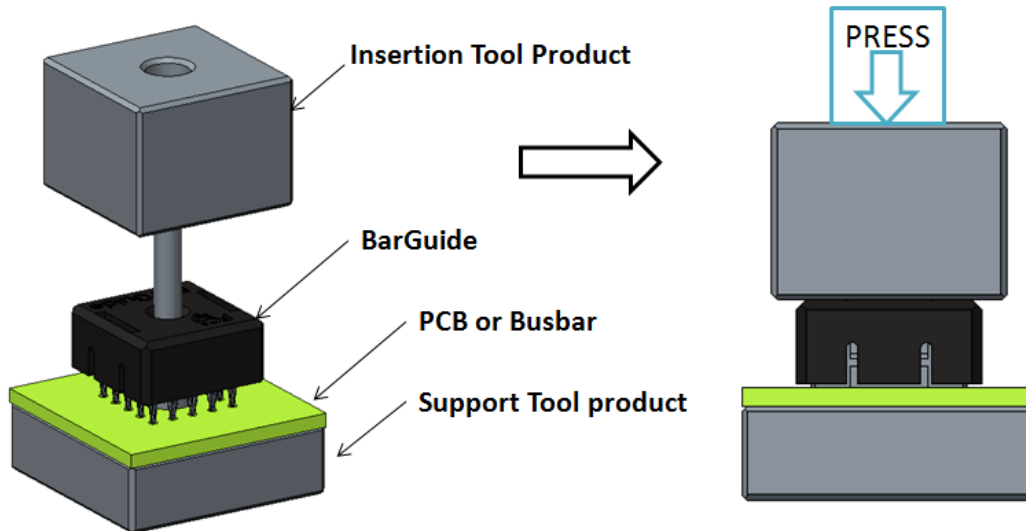 Insertion Tool Product
PRESS
BarGuide
PCB or Busbar
Support Tool product